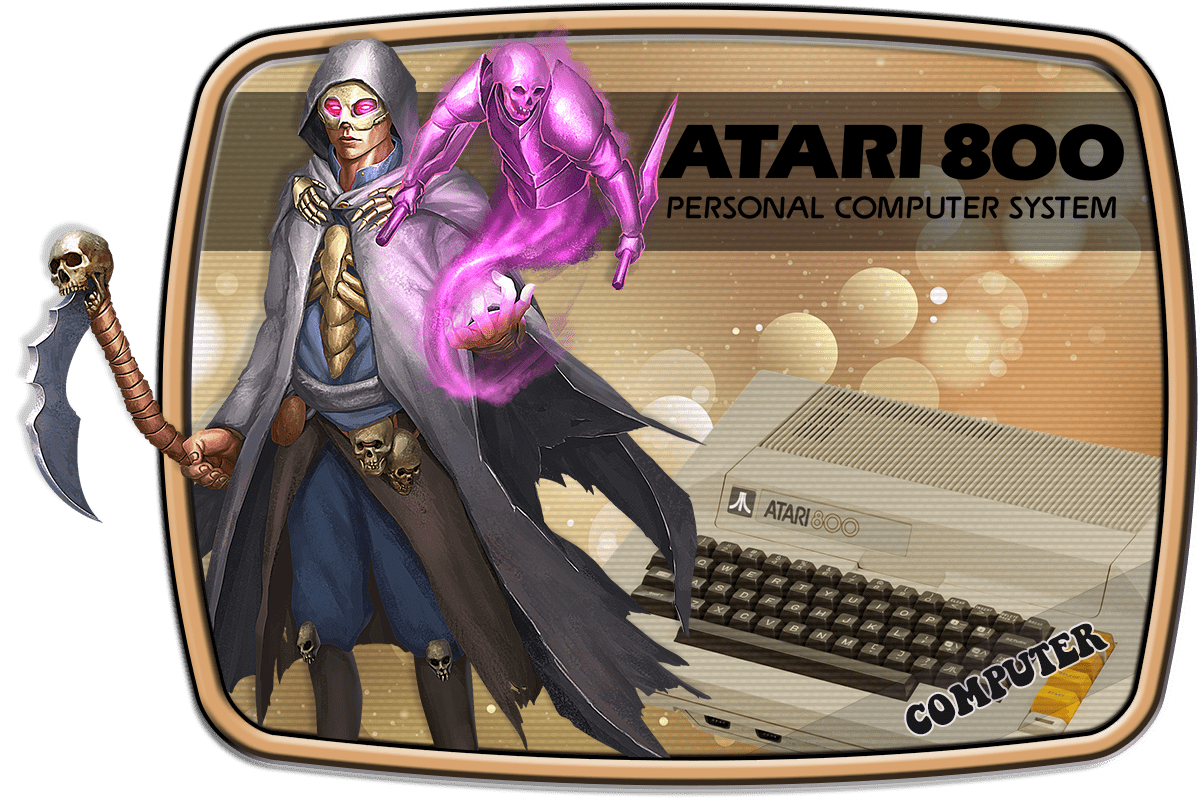 ATARI 800
PERSONAL COMPUTER SYSTEM
ATARI 800
Q W E R T Y U I O P
A S D F G H J K L
Z X C V B N M
COMPUTER